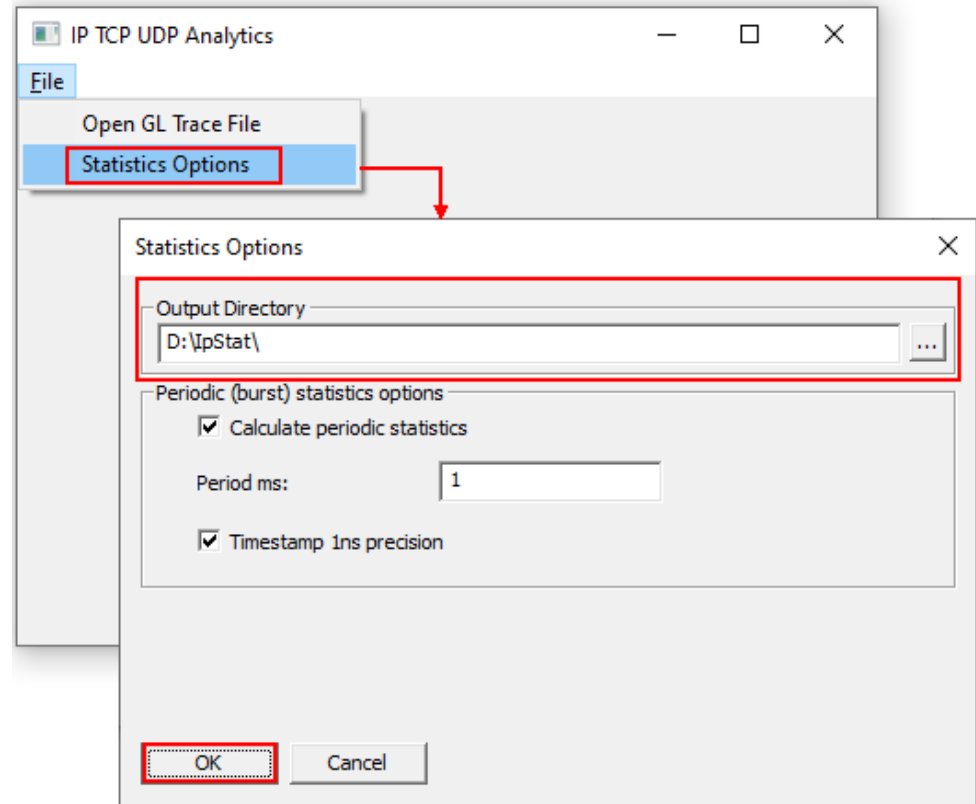 IP TCP UDP Analytics
File
Open GL Trace File
Statistics Options
Statistics Options
Output Directory
D:\IpStat\
...
Periodic (burst) statistics options
Calculate periodic statistics
Period ms: 1
Timestamp 1ns precision
OK Cancel